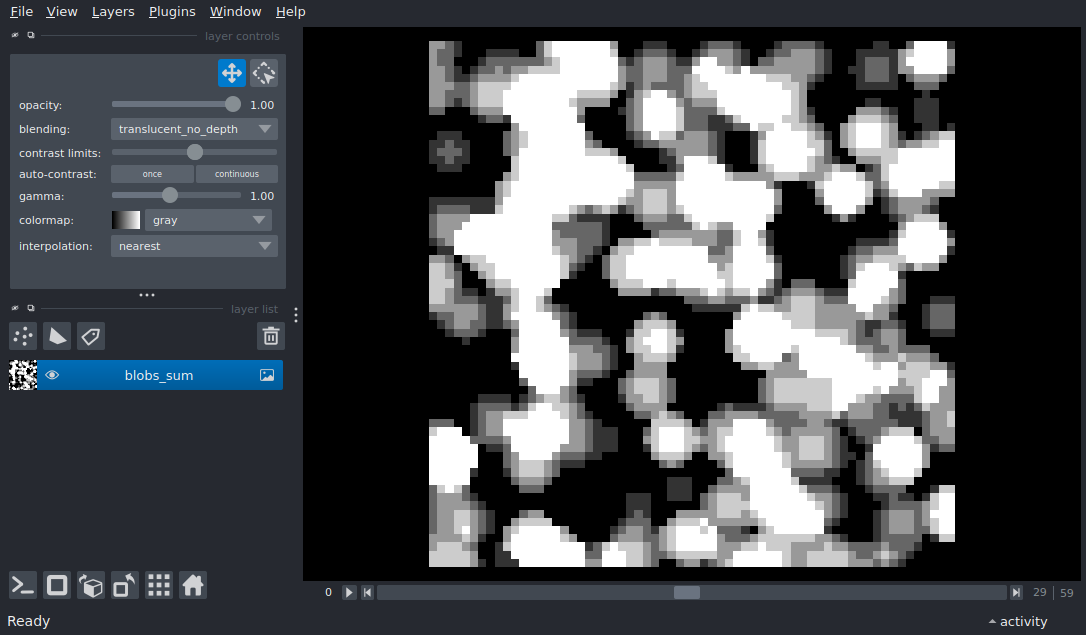 File View Layers Plugins Window Help
layer controls
opacity: 1.00
blending: translucent_no_depth
contrast limits:
auto-contrast: once continuous
gamma: 1.00
colormap: gray
interpolation: nearest
layer list
blobs_sum
0 29 59
Ready activity